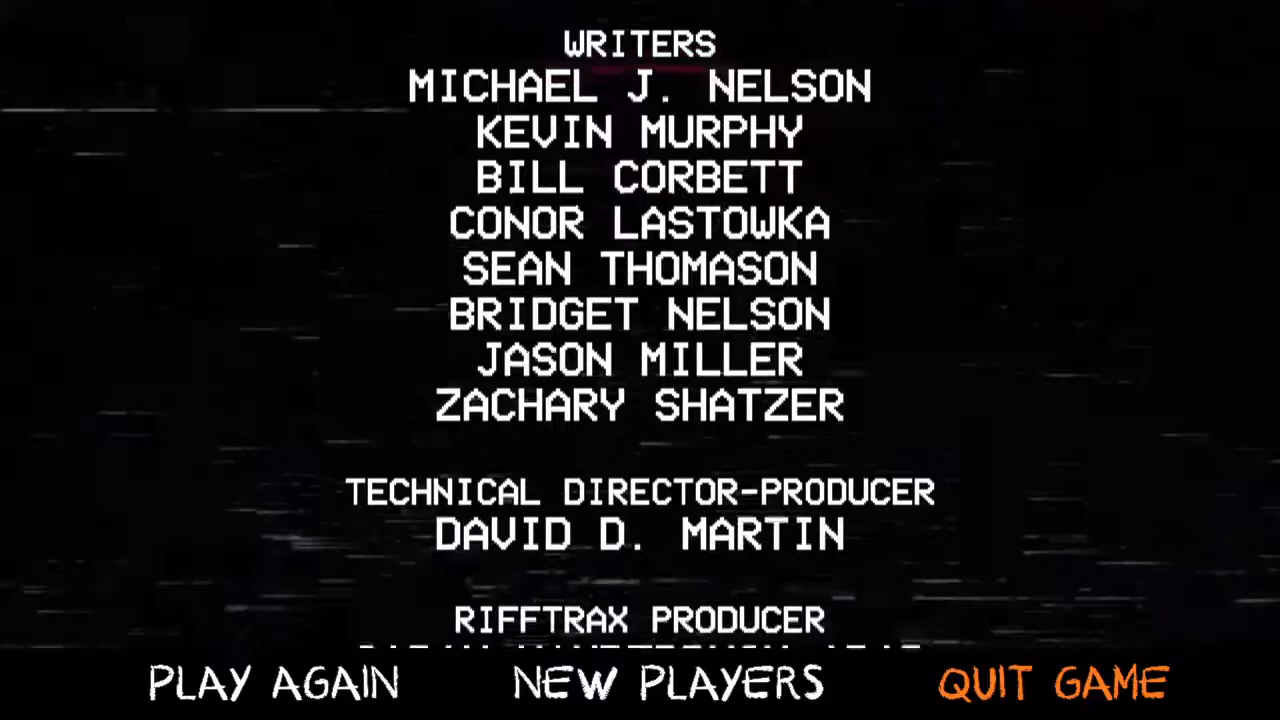 WRITERS
MICHAEL J. NELSON
KEVIN MURPHY
BILL CORBETT
CONOR LASTOWKA
SEAN THOMASON
BRIDGET NELSON
JASON MILLER
ZACHARY SHATZER
TECHNICAL DIRECTOR-PRODUCER
DAVID D. MARTIN
RIFFTRAX PRODUCER
PLAY AGAIN NEW PLAYERS QUIT GAME